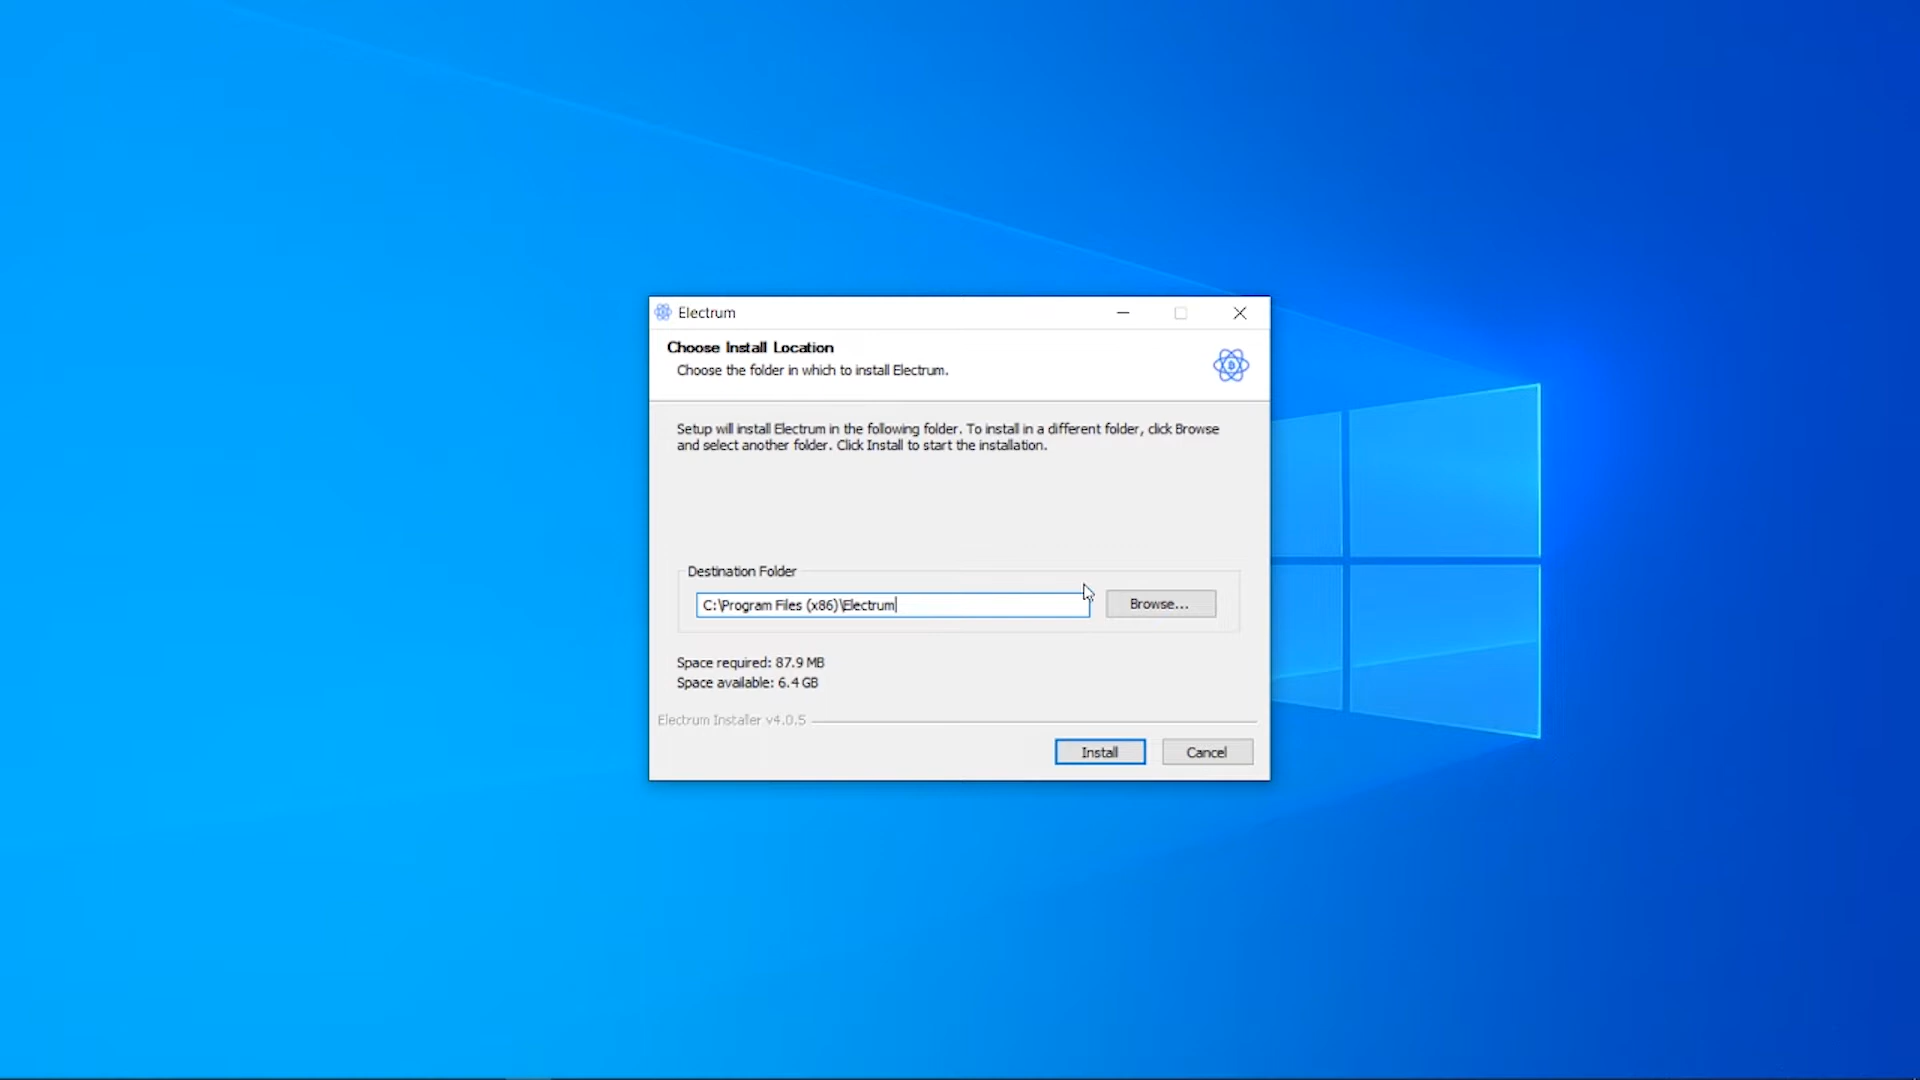 Electrum
Choose Install Location
Choose the folder in which to install Electrum.
Setup will install Electrum in the following folder. To install in a different folder, click Browse
and select another folder. Click Install to start the installation.
Destination Folder
C:\Program Files (x86)\Electrum
Browse...
Space required: 87.9 MB
Space available: 6.4 GB
Electrum Installer v4.0.5
Install
Cancel